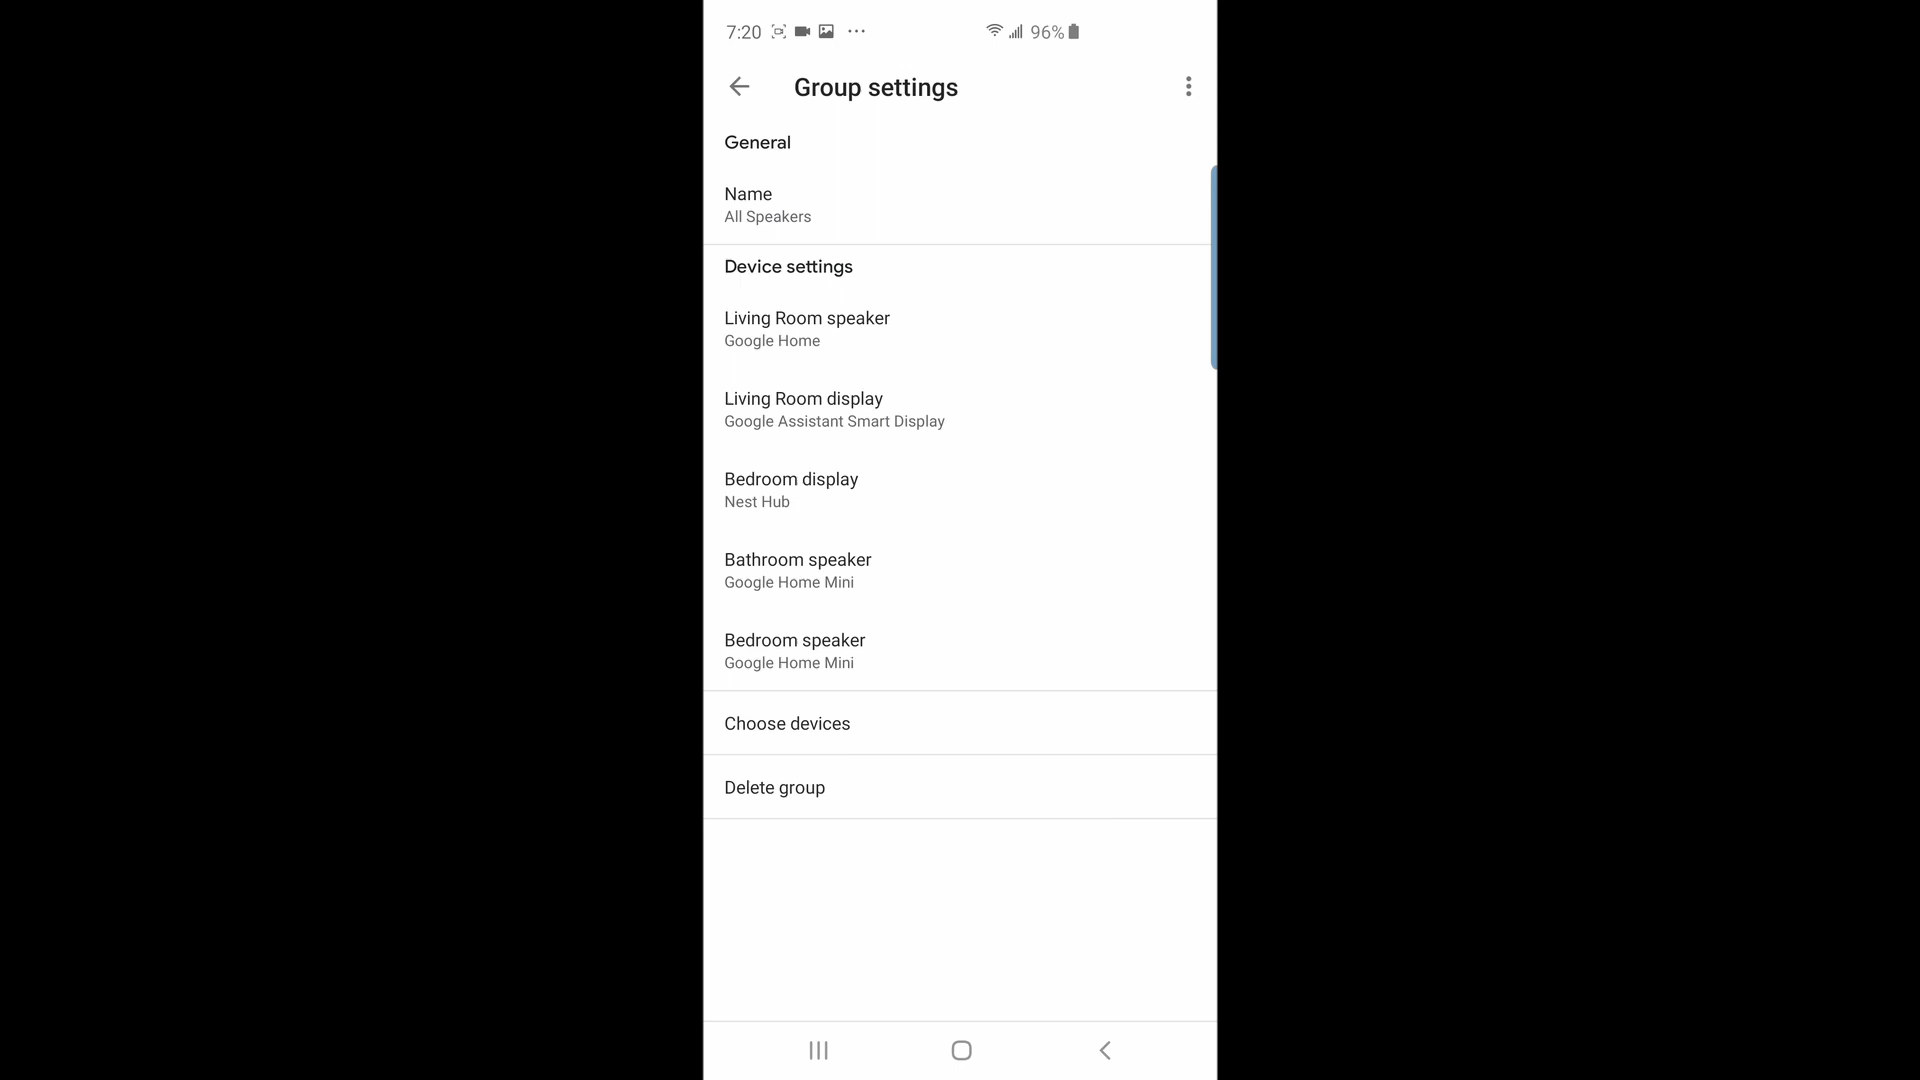 7:20 96%
Group settings
General
Name
All Speakers
Device settings
Living Room speaker
Google Home
Living Room display
Google Assistant Smart Display
Bedroom display
Nest Hub
Bathroom speaker
Google Home Mini
Bedroom speaker
Google Home Mini
Choose devices
Delete group